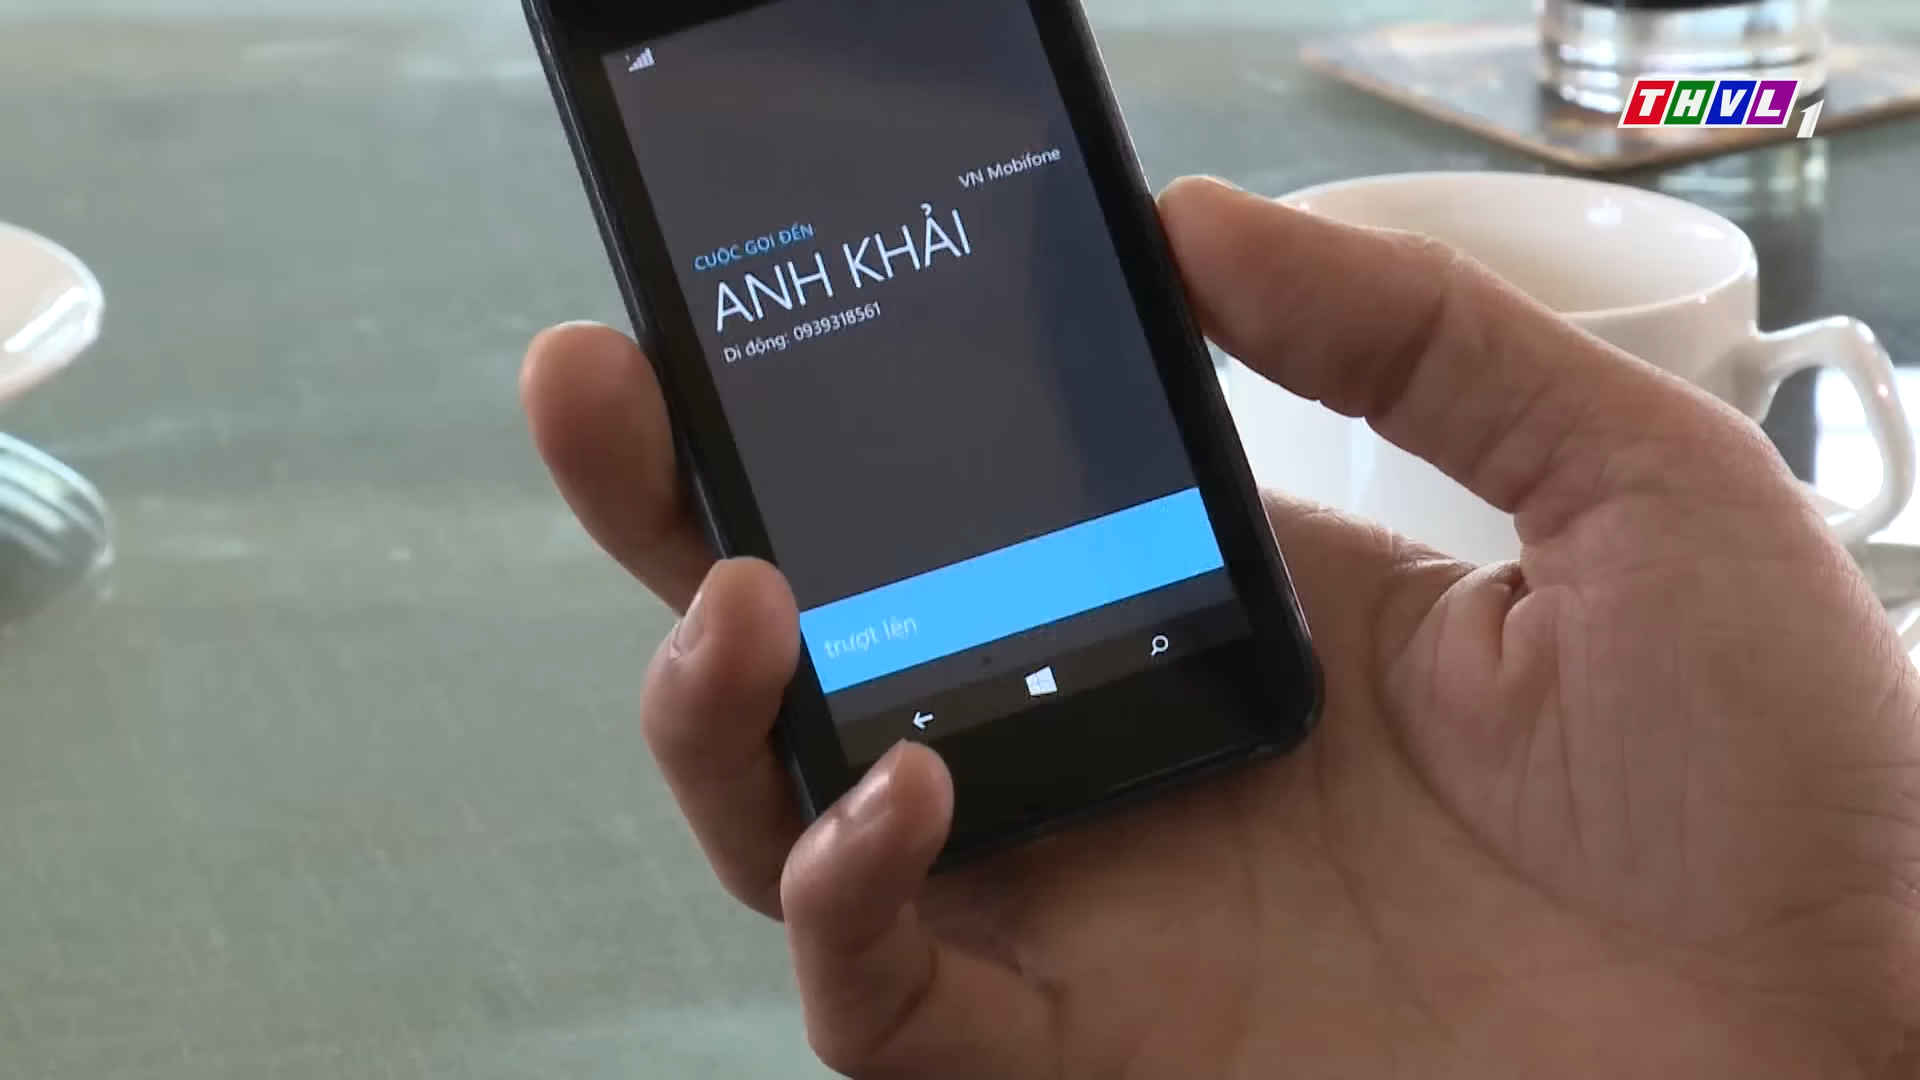 THVL1
VN Mobifone
CUỘC GỌI ĐẾN
ANH KHẢI
Di động: 0939318561
trượt lên